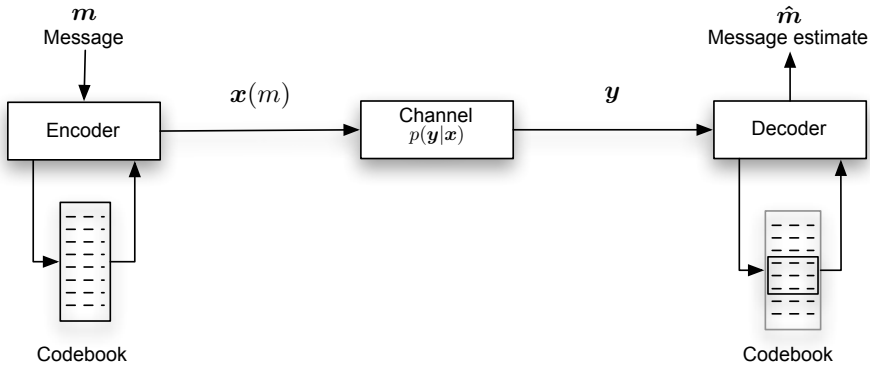 m
Message
m̂
Message estimate
x(m)
y
Encoder
Channel
p(y|x)
Decoder
Codebook
Codebook